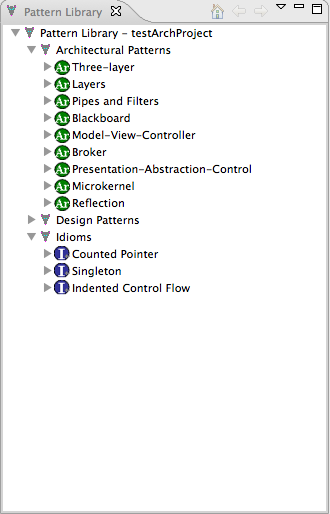 Pattern Library
Pattern Library - testArchProject
Architectural Patterns
Ar Three-layer
Ar Layers
Ar Pipes and Filters
Ar Blackboard
Ar Model-View-Controller
Ar Broker
Ar Presentation-Abstraction-Control
Ar Microkernel
Ar Reflection
Design Patterns
Idioms
I Counted Pointer
I Singleton
I Indented Control Flow